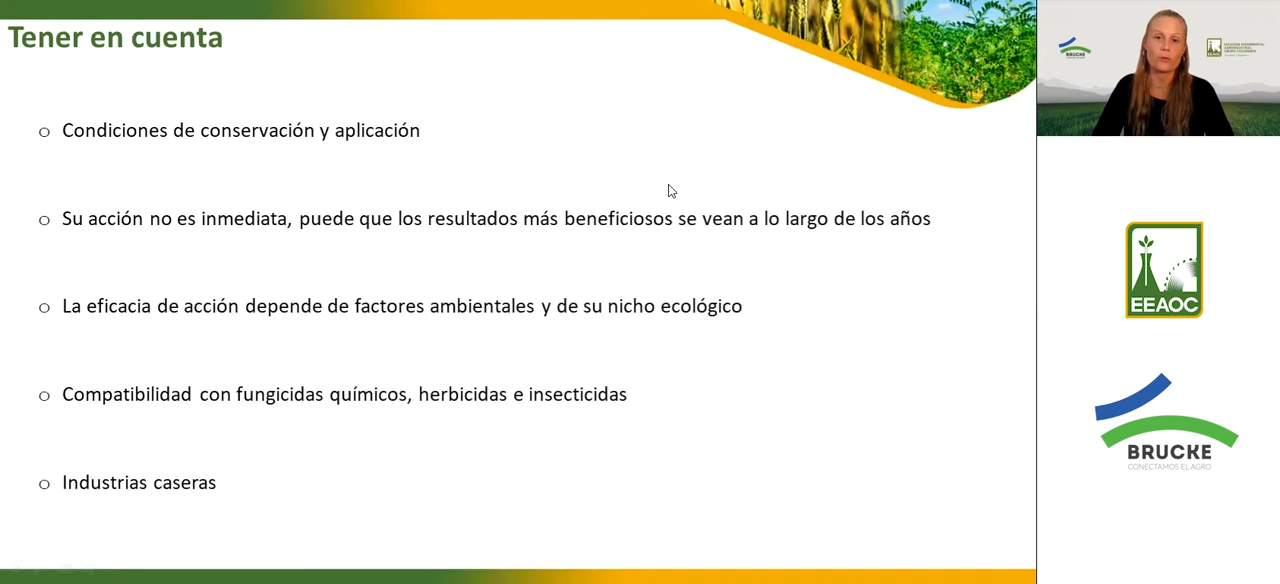 Tener en cuenta
o Condiciones de conservación y aplicación
o Su acción no es inmediata, puede que los resultados más beneficiosos se vean a lo largo de los años
o La eficacia de acción depende de factores ambientales y de su nicho ecológico
o Compatibilidad con fungicidas químicos, herbicidas e insecticidas
o Industrias caseras
BRUCKE
EEAOC
EEAOC
BRUCKE
CONECTAMOS EL AGRO